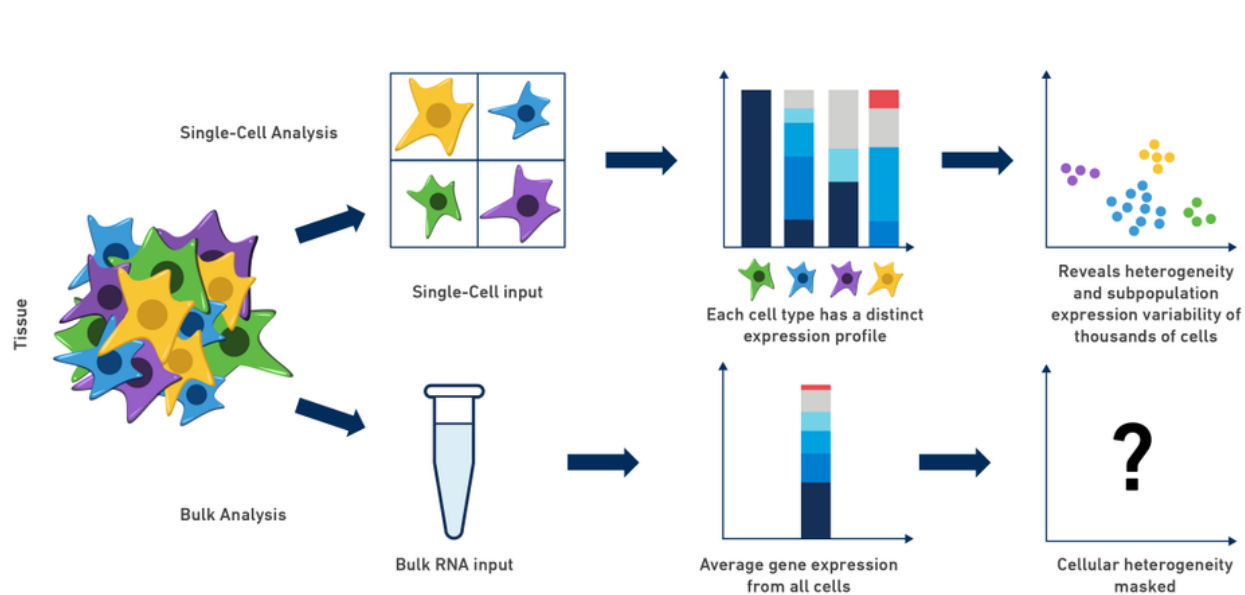 Tissue
Single-Cell Analysis
Single-Cell input
Each cell type has a distinct
expression profile
Reveals heterogeneity
and subpopulation
expression variability of
thousands of cells
Bulk Analysis
Bulk RNA input
Average gene expression
from all cells
?
Cellular heterogeneity
masked